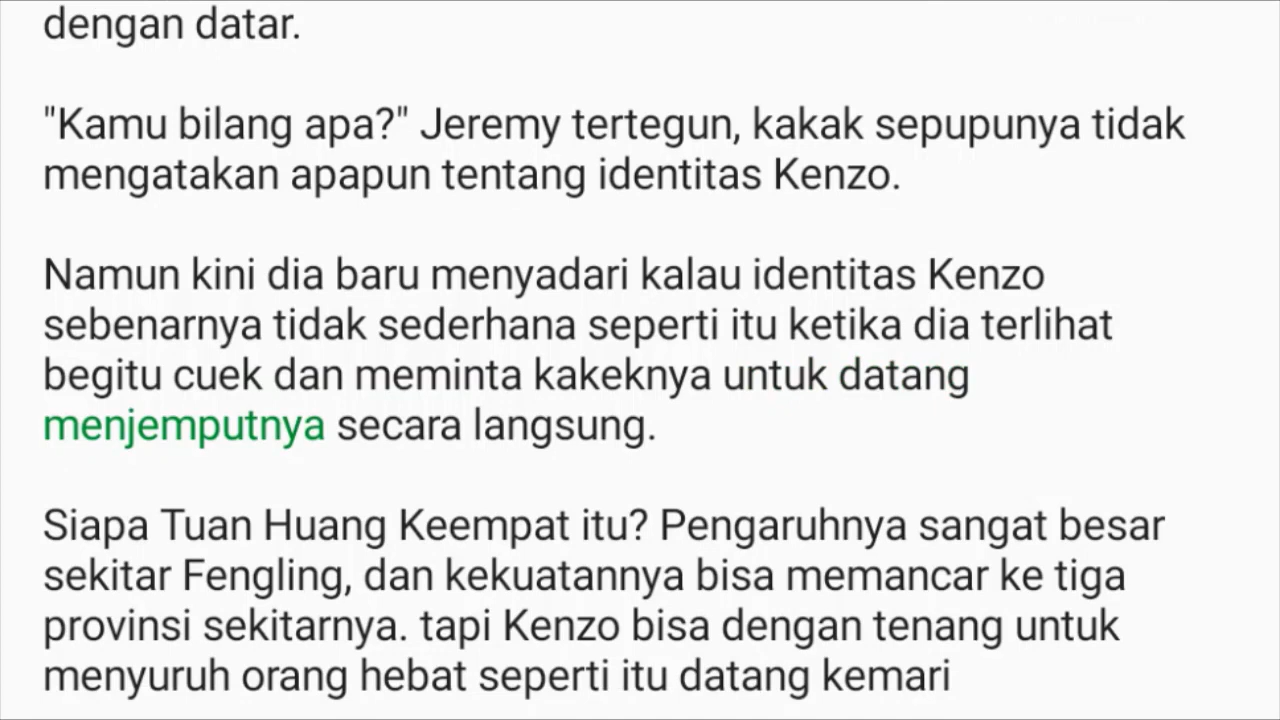 dengan datar.
"Kamu bilang apa?" Jeremy tertegun, kakak sepupunya tidak
mengatakan apapun tentang identitas Kenzo.
Namun kini dia baru menyadari kalau identitas Kenzo
sebenarnya tidak sederhana seperti itu ketika dia terlihat
begitu cuek dan meminta kakeknya untuk datang
menjemputnya secara langsung.
Siapa Tuan Huang Keempat itu? Pengaruhnya sangat besar
sekitar Fengling, dan kekuatannya bisa memancar ke tiga
provinsi sekitarnya. tapi Kenzo bisa dengan tenang untuk
menyuruh orang hebat seperti itu datang kemari